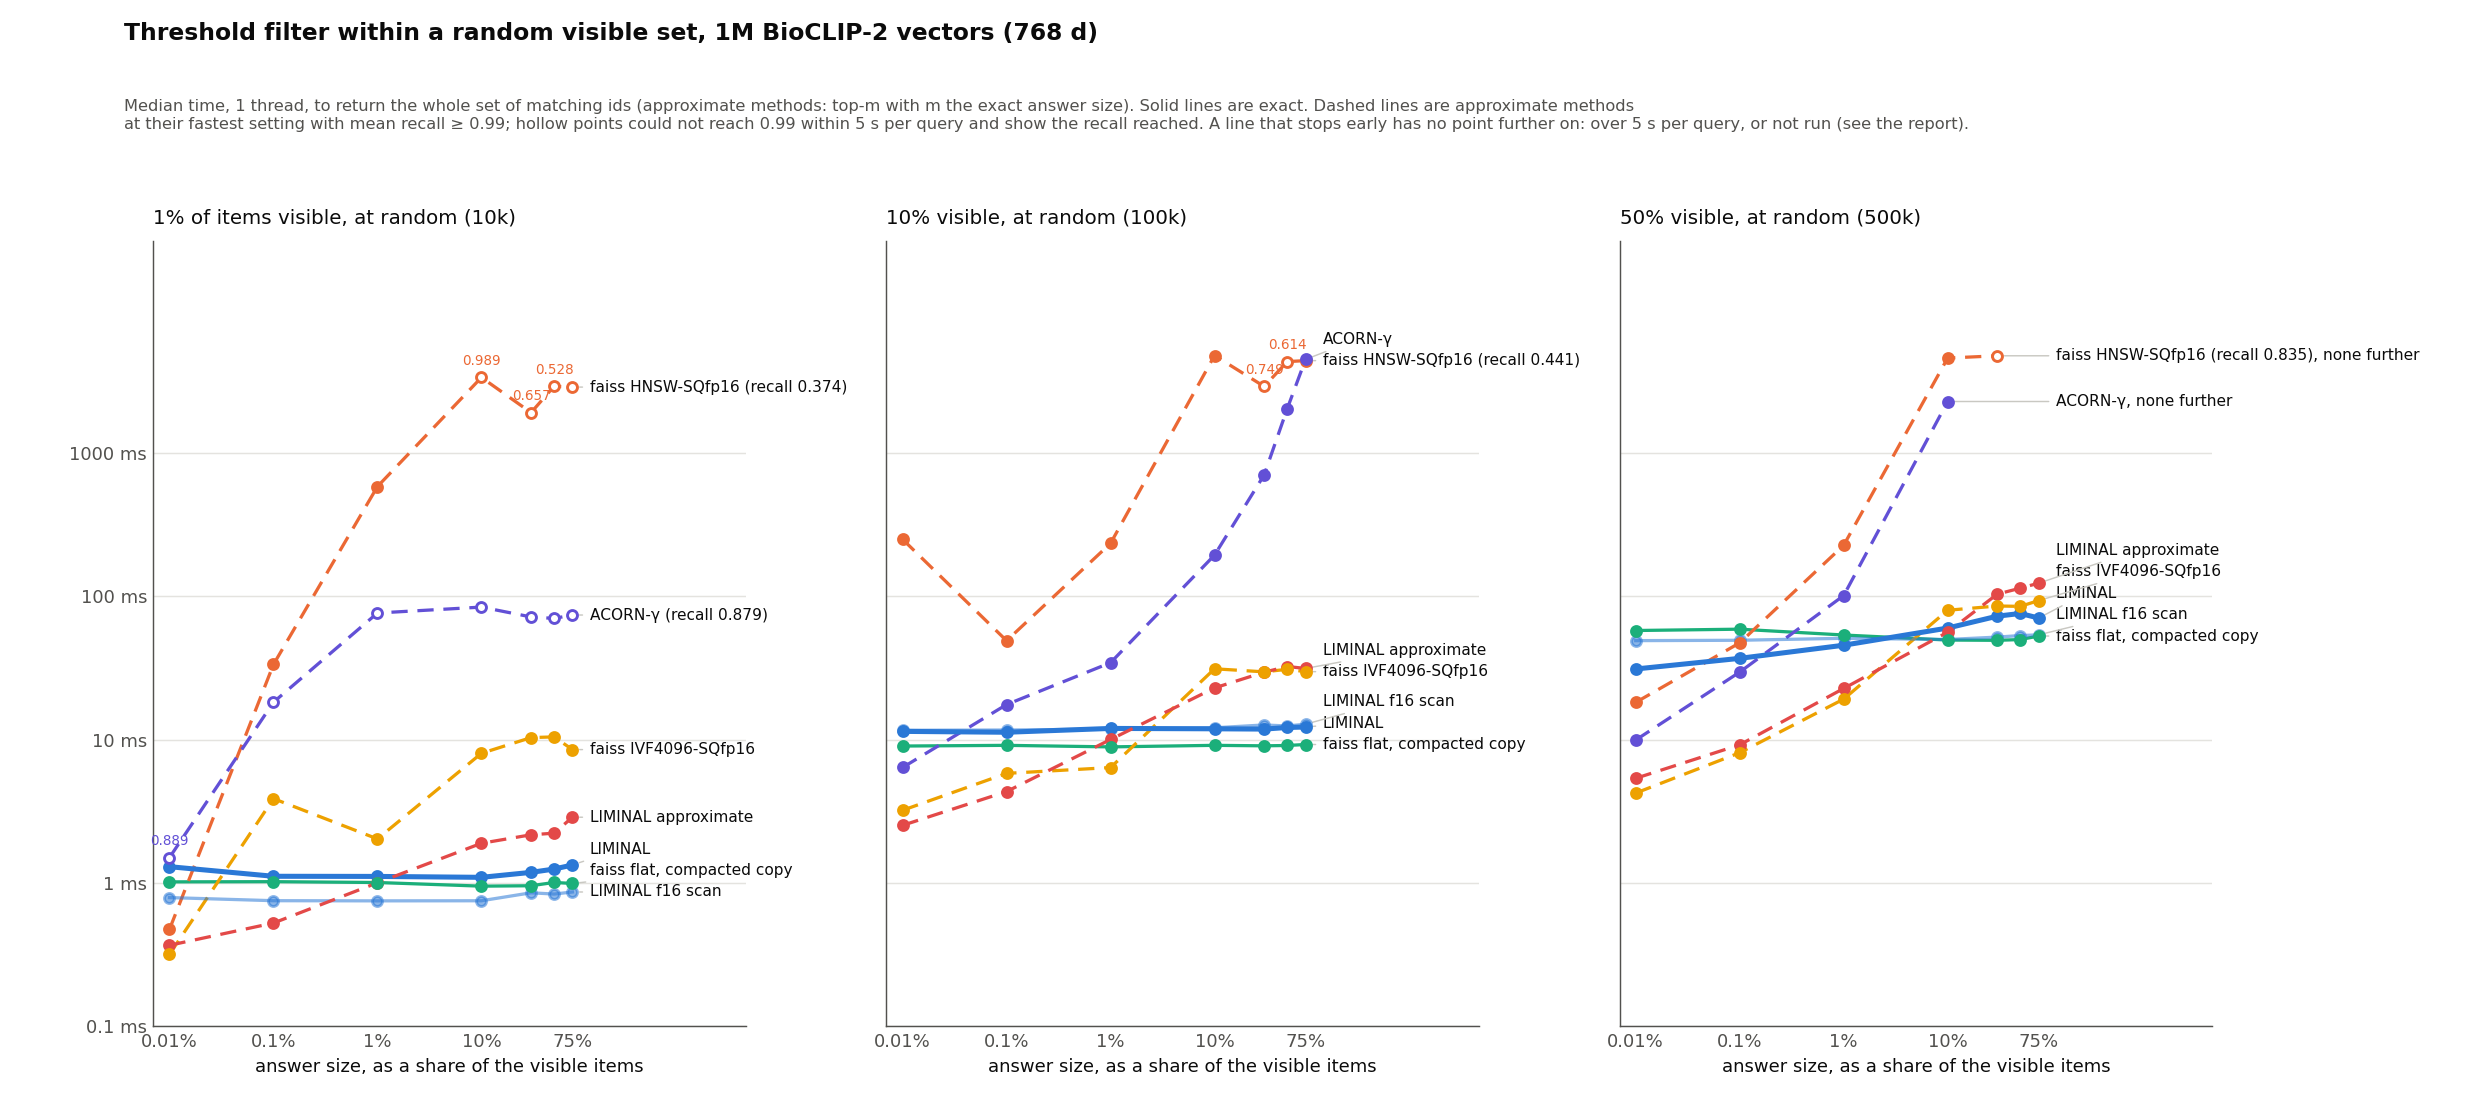 Threshold filter within a random visible set, 1M BioCLIP-2 vectors (768 d)
Median time, 1 thread, to return the whole set of matching ids (approximate methods: top-m with m the exact answer size). Solid lines are exact. Dashed lines are approximate methods
at their fastest setting with mean recall ≥ 0.99; hollow points could not reach 0.99 within 5 s per query and show the recall reached. A line that stops early has no point further on: over 5 s per query, or not run (see the report).
1% of items visible, at random (10k)
1000 ms
100 ms
10 ms
1 ms
0.1 ms
0.989
0.528
0.657
faiss HNSW-SQfp16 (recall 0.374)
ACORN-γ (recall 0.879)
faiss IVF4096-SQfp16
LIMINAL approximate
0.889
LIMINAL
faiss flat, compacted copy
LIMINAL f16 scan
0.01% 0.1% 1% 10% 75%
answer size, as a share of the visible items
10% visible, at random (100k)
ACORN-γ
0.614
faiss HNSW-SQfp16 (recall 0.441)
0.749
LIMINAL approximate
faiss IVF4096-SQfp16
LIMINAL f16 scan
LIMINAL
faiss flat, compacted copy
0.01% 0.1% 1% 10% 75%
answer size, as a share of the visible items
50% visible, at random (500k)
faiss HNSW-SQfp16 (recall 0.835), none further
ACORN-γ, none further
LIMINAL approximate
faiss IVF4096-SQfp16
LIMINAL
LIMINAL f16 scan
faiss flat, compacted copy
0.01% 0.1% 1% 10% 75%
answer size, as a share of the visible items